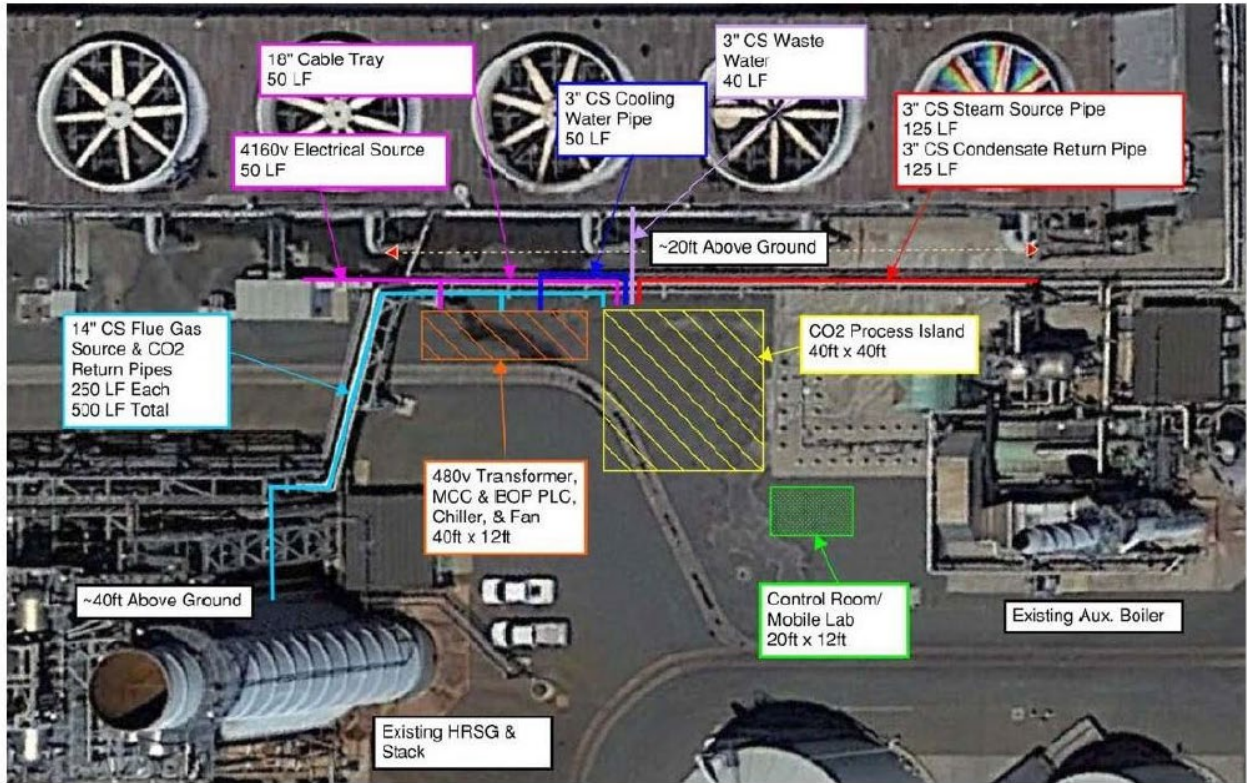 18" Cable Tray
50 LF
3" CS Waste
Water
40 LF
3" CS Cooling
Water Pipe
50 LF
3" CS Steam Source Pipe
125 LF
3" CS Condensate Return Pipe
125 LF
4160v Electrical Source
50 LF
~20ft Above Ground
14" CS Flue Gas
Source & CO2
Return Pipes
250 LF Each
500 LF Total
CO2 Process Island
40ft x 40ft
480v Transformer,
MCC & BOP PLC,
Chiller, & Fan
40ft x 12ft
~40ft Above Ground
Control Room/
Mobile Lab
20ft x 12ft
Existing Aux. Boiler
Existing HRSG &
Stack